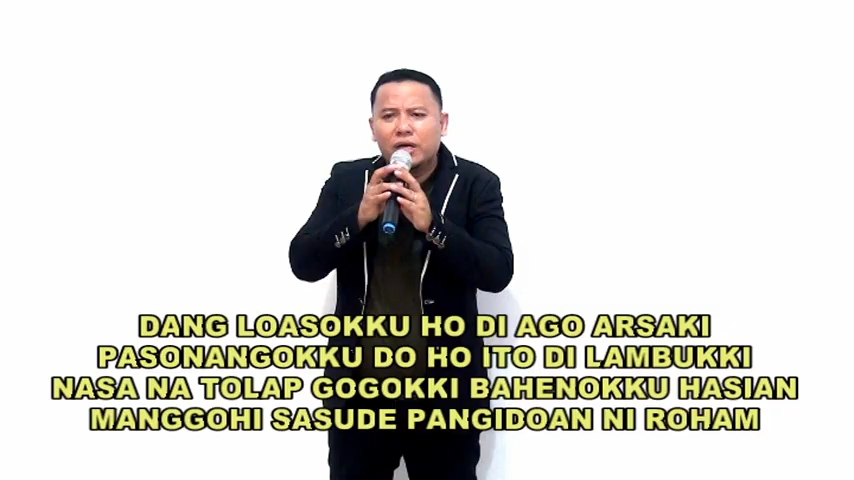 DANG LOASOKKU HO DI AGO ARSAKI
PASONANGOKKU DO HO ITO DI LAMBUKKI
NASA NA TOLAP GOGOKKI BAHENOKKU HASIAN
MANGGOHI SASUDE PANGIDOAN NI ROHAM